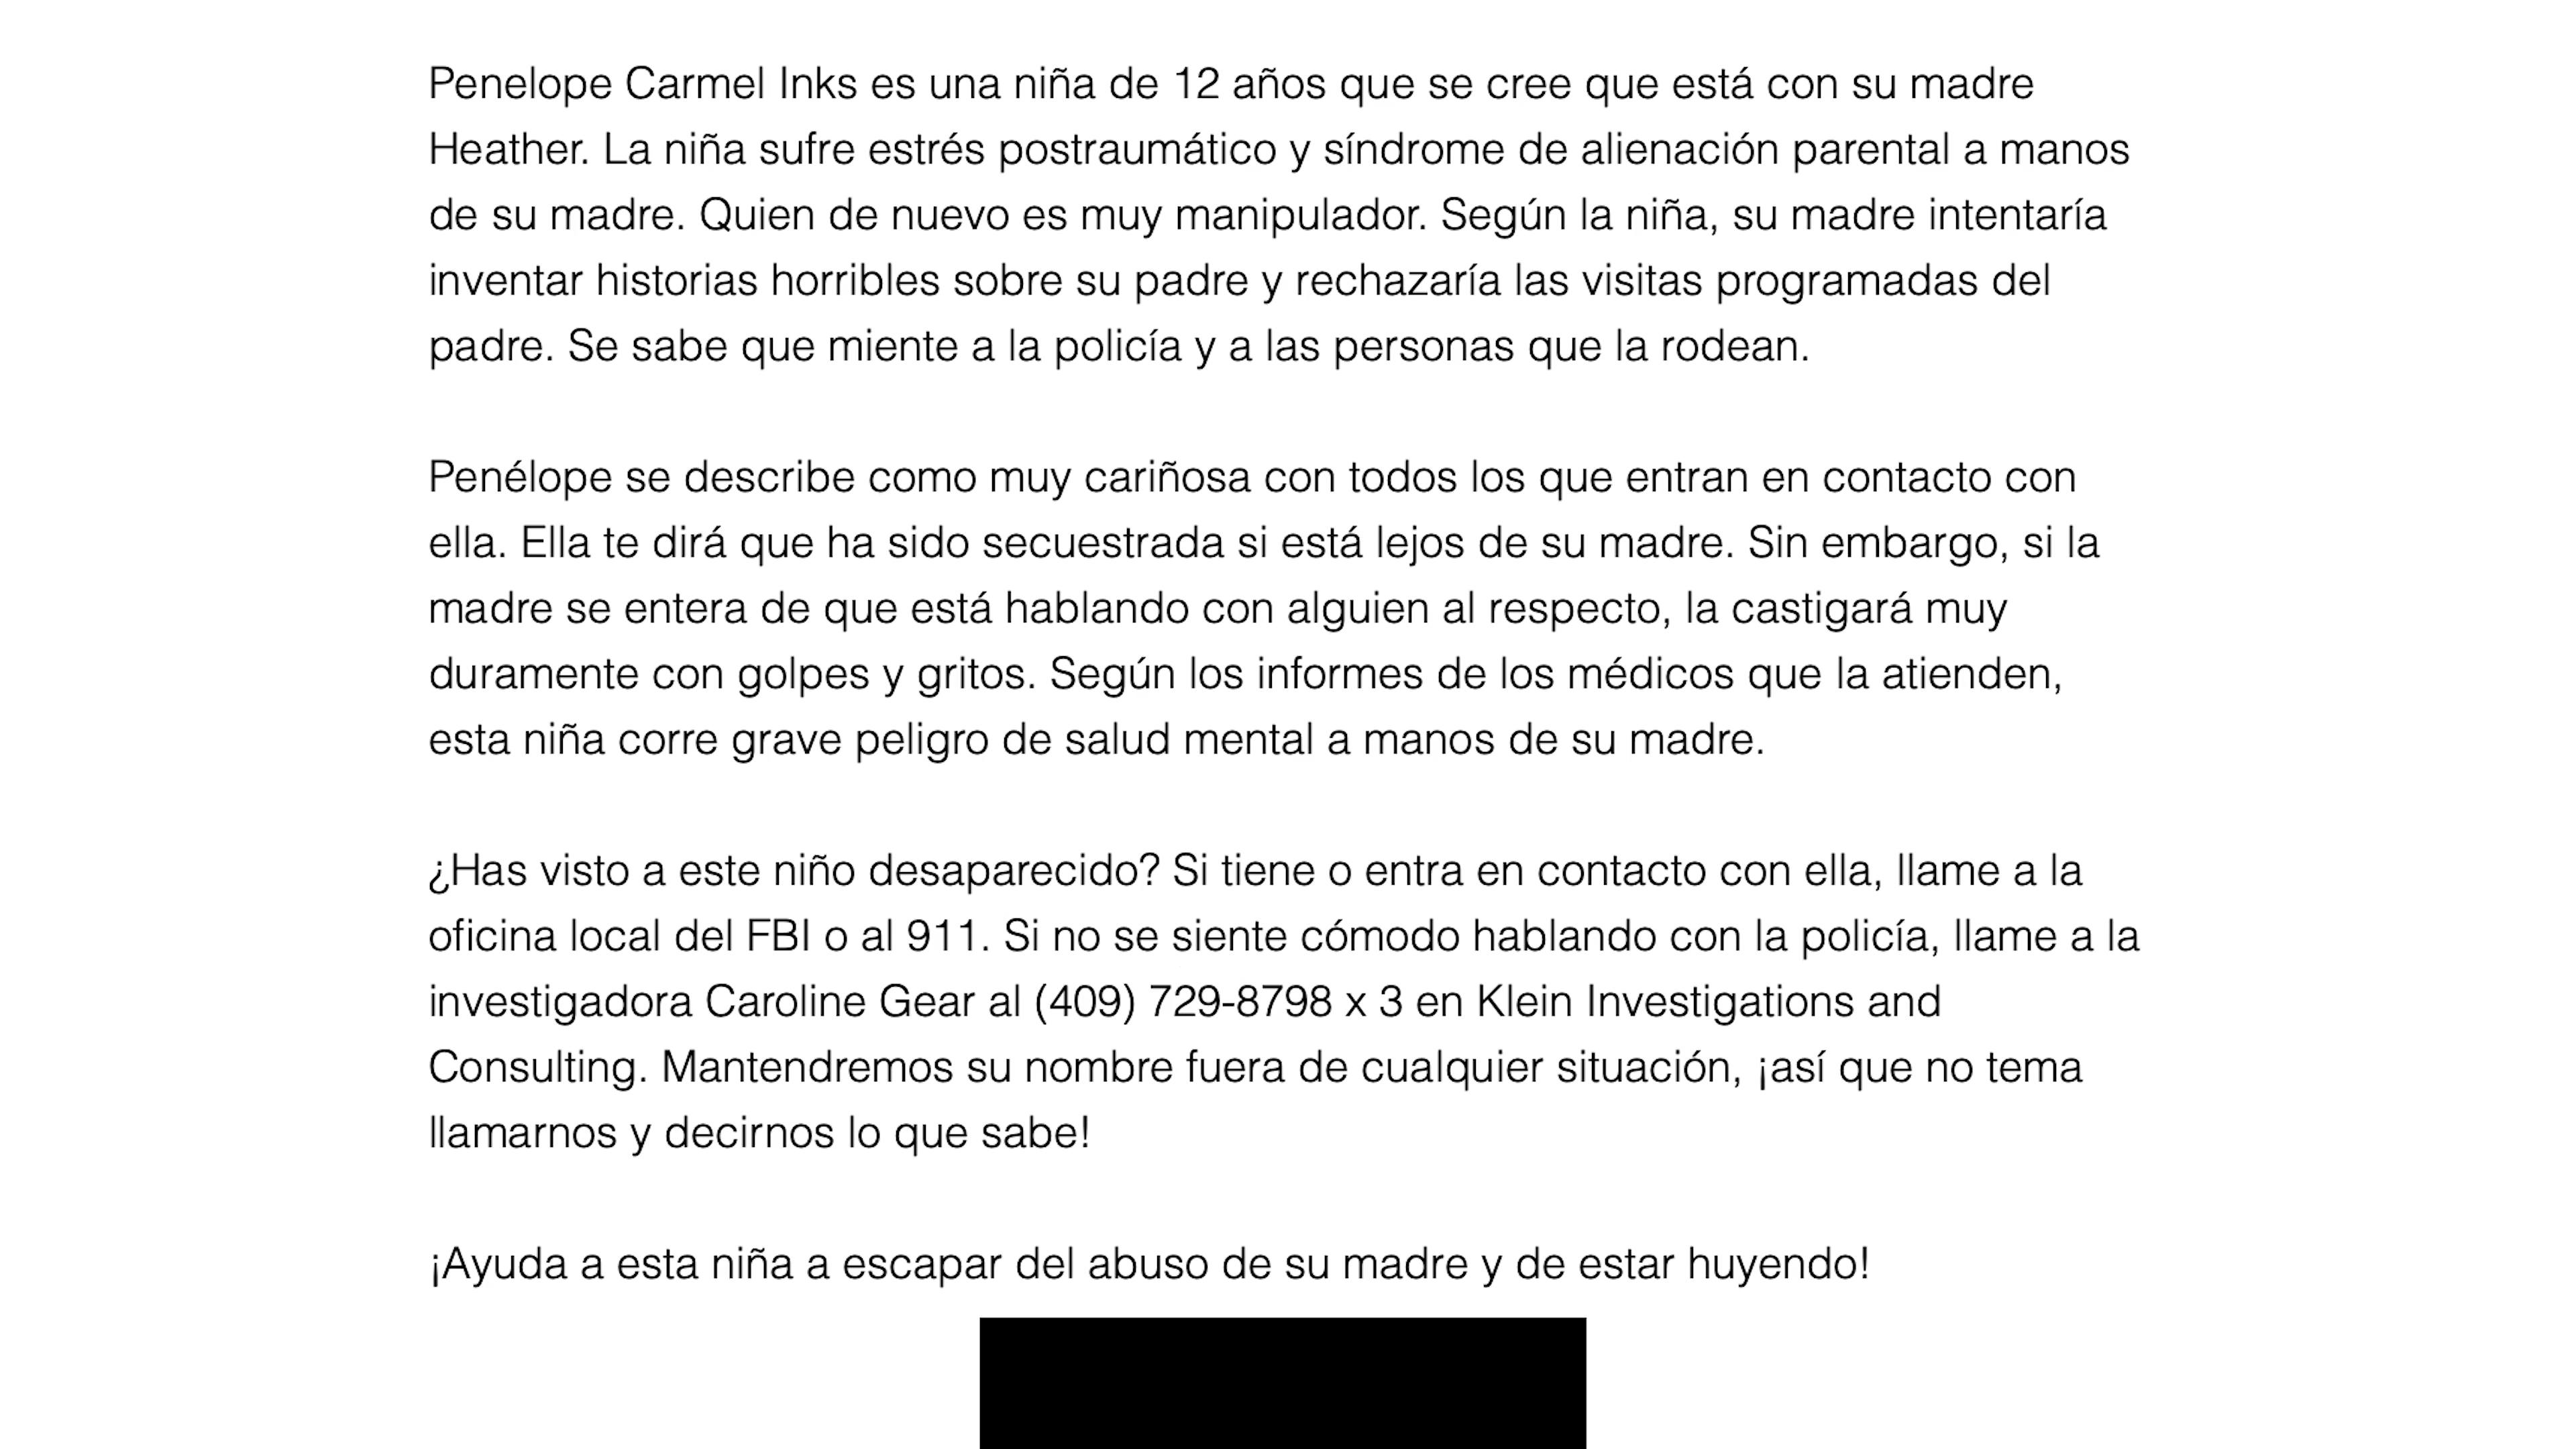 Penelope Carmel Inks es una niña de 12 años que se cree que está con su madre
Heather. La niña sufre estrés postraumático y síndrome de alienación parental a manos
de su madre. Quien de nuevo es muy manipulador. Según la niña, su madre intentaría
inventar historias horribles sobre su padre y rechazaría las visitas programadas del
padre. Se sabe que miente a la policía y a las personas que la rodean.
Penélope se describe como muy cariñosa con todos los que entran en contacto con
ella. Ella te dirá que ha sido secuestrada si está lejos de su madre. Sin embargo, si la
madre se entera de que está hablando con alguien al respecto, la castigará muy
duramente con golpes y gritos. Según los informes de los médicos que la atienden,
esta niña corre grave peligro de salud mental a manos de su madre.
¿Has visto a este niño desaparecido? Si tiene o entra en contacto con ella, llame a la
oficina local del FBI o al 911. Si no se siente cómodo hablando con la policía, llame a la
investigadora Caroline Gear al (409) 729-8798 x 3 en Klein Investigations and
Consulting. Mantendremos su nombre fuera de cualquier situación, ¡así que no tema
llamarnos y decirnos lo que sabe!
¡Ayuda a esta niña a escapar del abuso de su madre y de estar huyendo!